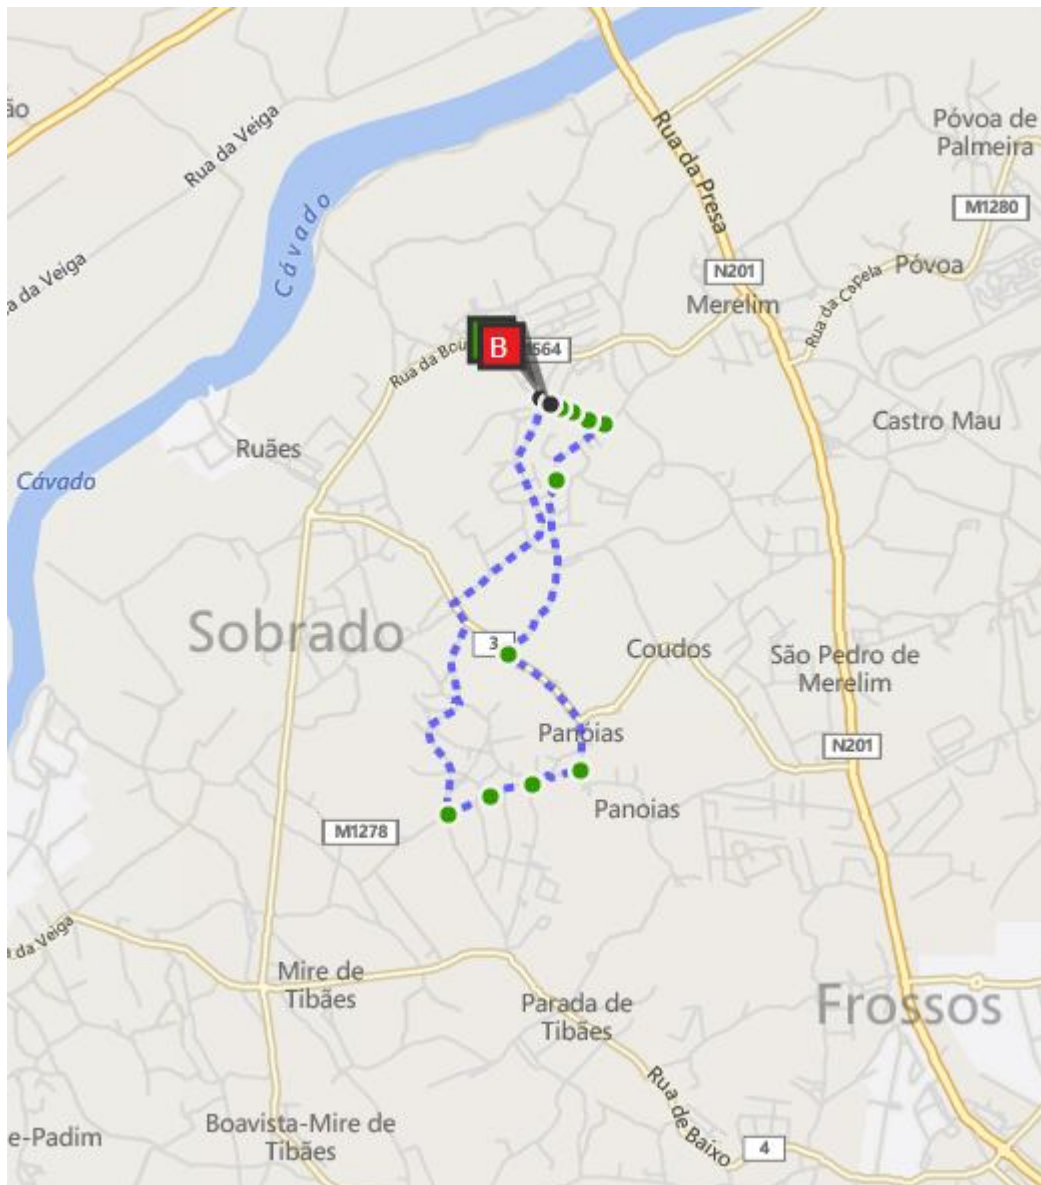 ão
Rua da Veiga
Rua da Presa
Póvoa de
Palmeira
M1280
Cávado
a da Veiga
N201
Póvoa
Merelim
Rua da Capela
Rua da Bou
B
564
Castro Mau
Ruães
Cávado
Sobrado
3
Coudos
São Pedro de
Merelim
Panóias
N201
Panoias
M1278
da Veiga
Mire de
Tibães
Parada de
Tibães
Frossos
Rua de Baixo
Boavista-Mire de
Tibães
e-Padim
4